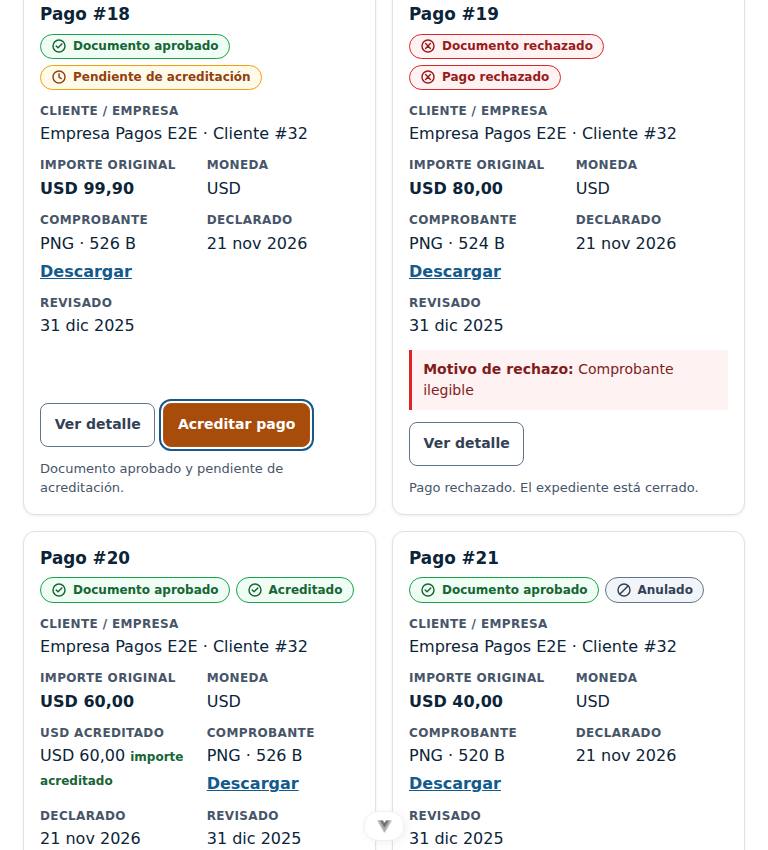 Pago #18
Documento aprobado
Pendiente de acreditación
CLIENTE / EMPRESA
Empresa Pagos E2E · Cliente #32
IMPORTE ORIGINAL
MONEDA
USD 99,90
USD
COMPROBANTE
DECLARADO
PNG · 526 B
21 nov 2026
Descargar
REVISADO
31 dic 2025
Ver detalle
Acreditar pago
Documento aprobado y pendiente de
acreditación.
Pago #19
Documento rechazado
Pago rechazado
CLIENTE / EMPRESA
Empresa Pagos E2E · Cliente #32
IMPORTE ORIGINAL
MONEDA
USD 80,00
USD
COMPROBANTE
DECLARADO
PNG · 524 B
21 nov 2026
Descargar
REVISADO
31 dic 2025
Motivo de rechazo: Comprobante
ilegible
Ver detalle
Pago rechazado. El expediente está cerrado.
Pago #20
Documento aprobado
Acreditado
CLIENTE / EMPRESA
Empresa Pagos E2E · Cliente #32
IMPORTE ORIGINAL
MONEDA
USD 60,00
USD
USD ACREDITADO
COMPROBANTE
USD 60,00 importe
acreditado
PNG · 526 B
Descargar
DECLARADO
REVISADO
21 nov 2026
31 dic 2025
Pago #21
Documento aprobado
Anulado
CLIENTE / EMPRESA
Empresa Pagos E2E · Cliente #32
IMPORTE ORIGINAL
MONEDA
USD 40,00
USD
COMPROBANTE
DECLARADO
PNG · 520 B
21 nov 2026
Descargar
REVISADO
31 dic 2025